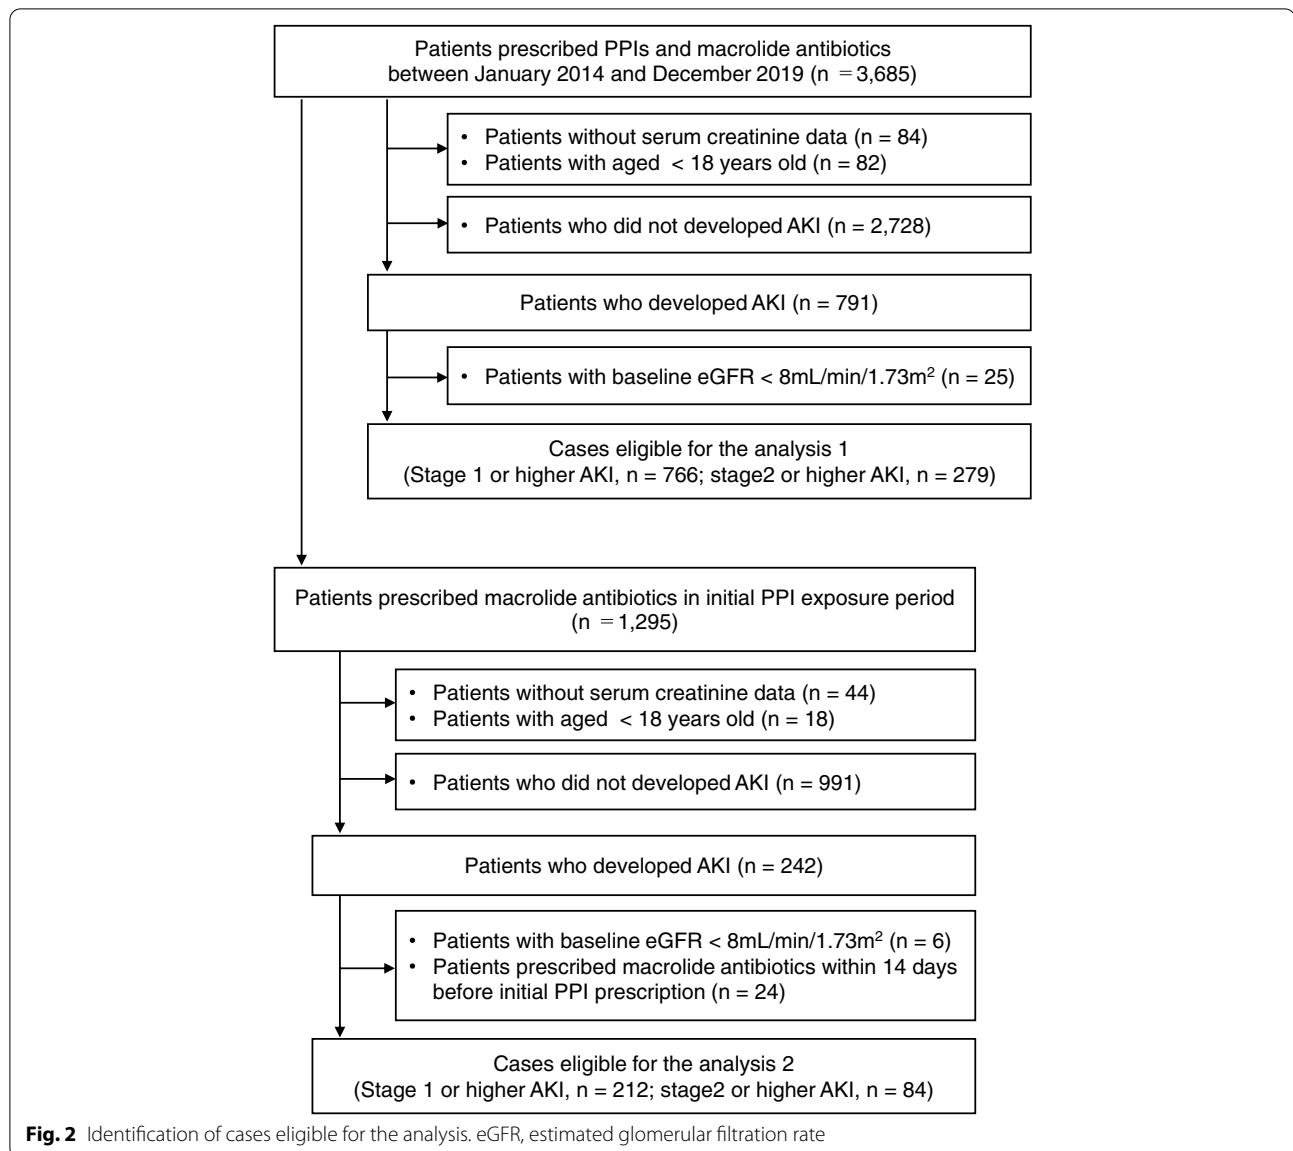 Patients prescribed PPIs and macrolide antibiotics
between January 2014 and December 2019 (n = 3,685)
• Patients without serum creatinine data (n = 84)
• Patients with aged < 18 years old (n = 82)
• Patients who did not developed AKI (n = 2,728)
Patients who developed AKI (n = 791)
• Patients with baseline eGFR < 8mL/min/1.73m² (n = 25)
Cases eligible for the analysis 1
(Stage 1 or higher AKI, n = 766; stage2 or higher AKI, n = 279)
Patients prescribed macrolide antibiotics in initial PPI exposure period
(n = 1,295)
• Patients without serum creatinine data (n = 44)
• Patients with aged < 18 years old (n = 18)
• Patients who did not developed AKI (n = 991)
Patients who developed AKI (n = 242)
• Patients with baseline eGFR < 8mL/min/1.73m² (n = 6)
• Patients prescribed macrolide antibiotics within 14 days
before initial PPI prescription (n = 24)
Cases eligible for the analysis 2
(Stage 1 or higher AKI, n = 212; stage2 or higher AKI, n = 84)
Fig. 2 Identification of cases eligible for the analysis. eGFR, estimated glomerular filtration rate